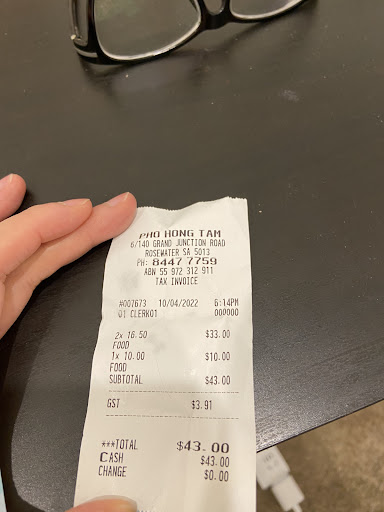 PHO HONG TAM
6/140 GRAND JUNCTION ROAD
ROSEWATER SA 5013
PH: 8447 7759
ABN 55 972 312 911
TAX INVOICE
#007673 10/04/2022 6:14PM
01 CLERK01 000000
2x 16.50 $33.00
FOOD
1x 10.00 $10.00
FOOD
SUBTOTAL $43.00
GST $3.91
***TOTAL $43.00
CASH $43.00
CHANGE $0.00